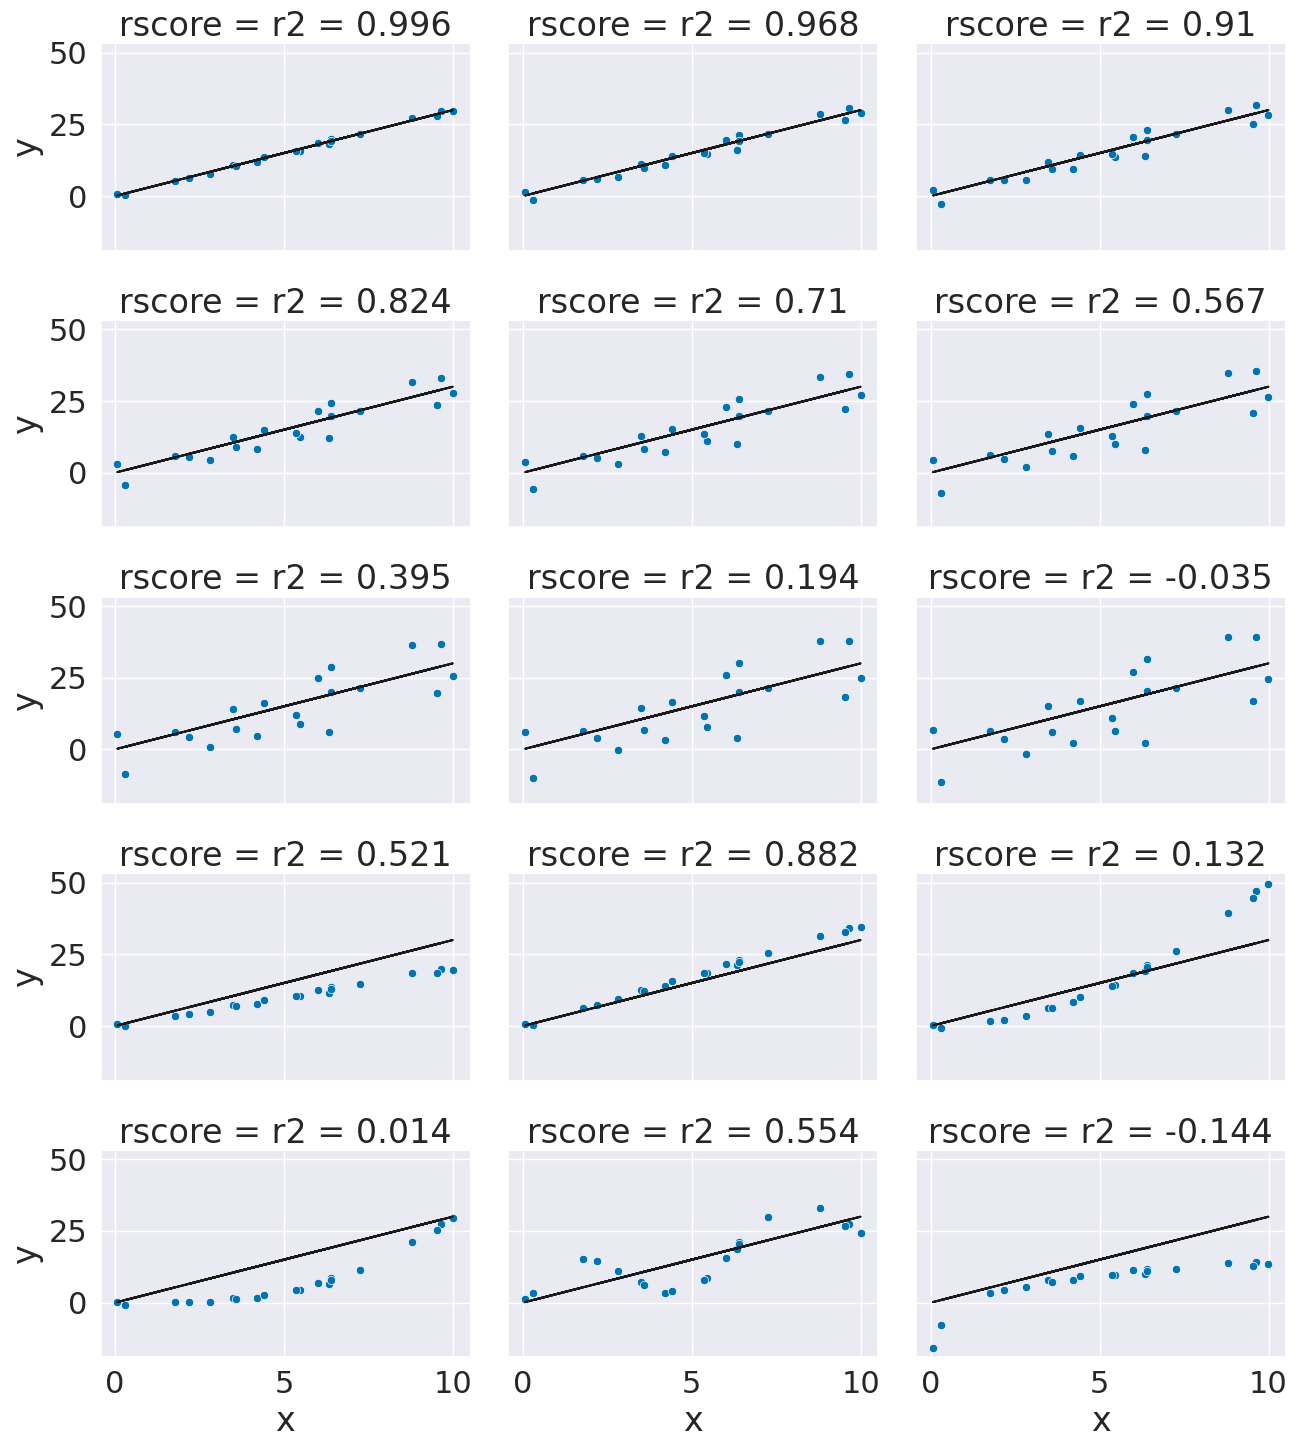 rscore = r2 = 0.996 rscore = r2 = 0.968 rscore = r2 = 0.91
50
25
0
y
rscore = r2 = 0.824 rscore = r2 = 0.71 rscore = r2 = 0.567
50
25
0
y
rscore = r2 = 0.395 rscore = r2 = 0.194 rscore = r2 = -0.035
50
25
0
y
rscore = r2 = 0.521 rscore = r2 = 0.882 rscore = r2 = 0.132
50
25
0
y
rscore = r2 = 0.014 rscore = r2 = 0.554 rscore = r2 = -0.144
50
25
0
y
0 5 10 0 5 10 0 5 10
x x x